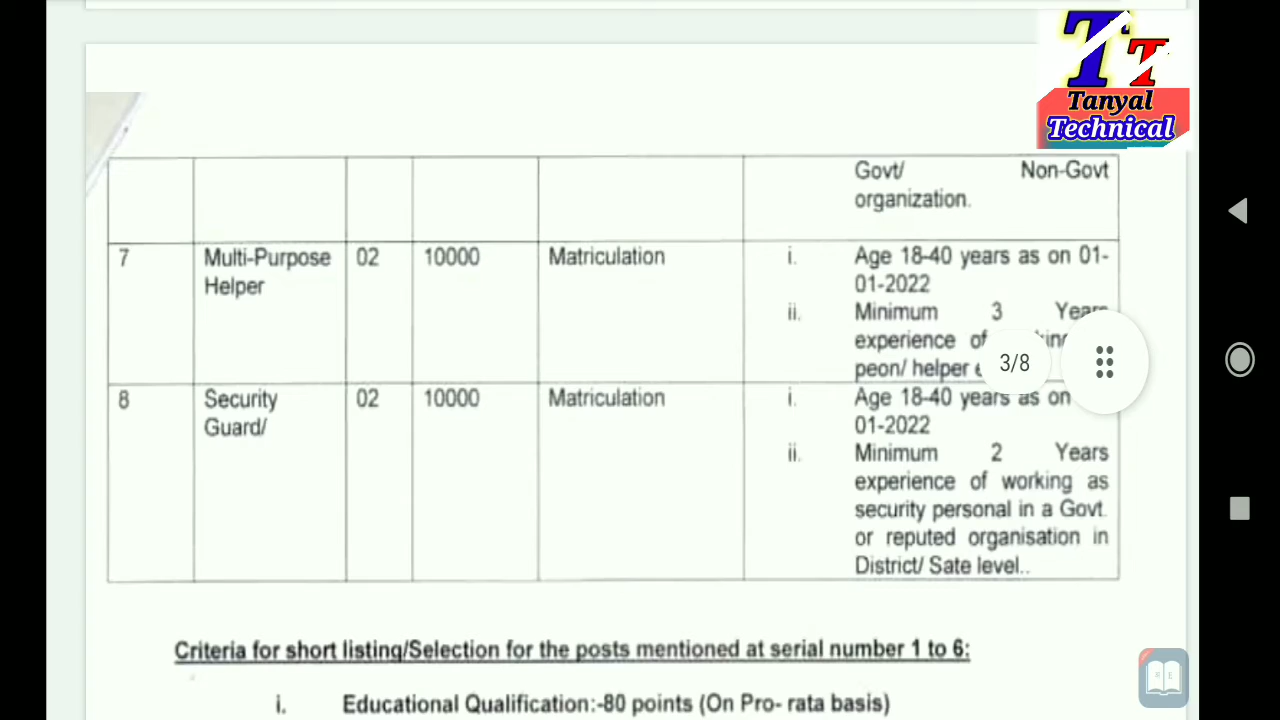 T T
Tanyal
Technical
Govt/ Non-Govt
organization.
7 Multi-Purpose 02 10000 Matriculation i. Age 18-40 years as on 01-
Helper 01-2022
ii. Minimum 3 Years
experience of
peon/ helper
3/8
8 Security 02 10000 Matriculation i. Age 18-40 years as on
Guard/ 01-2022
ii. Minimum 2 Years
experience of working as
security personal in a Govt.
or reputed organisation in
District/ Sate level..
Criteria for short listing/Selection for the posts mentioned at serial number 1 to 6:
i. Educational Qualification:-80 points (On Pro- rata basis)